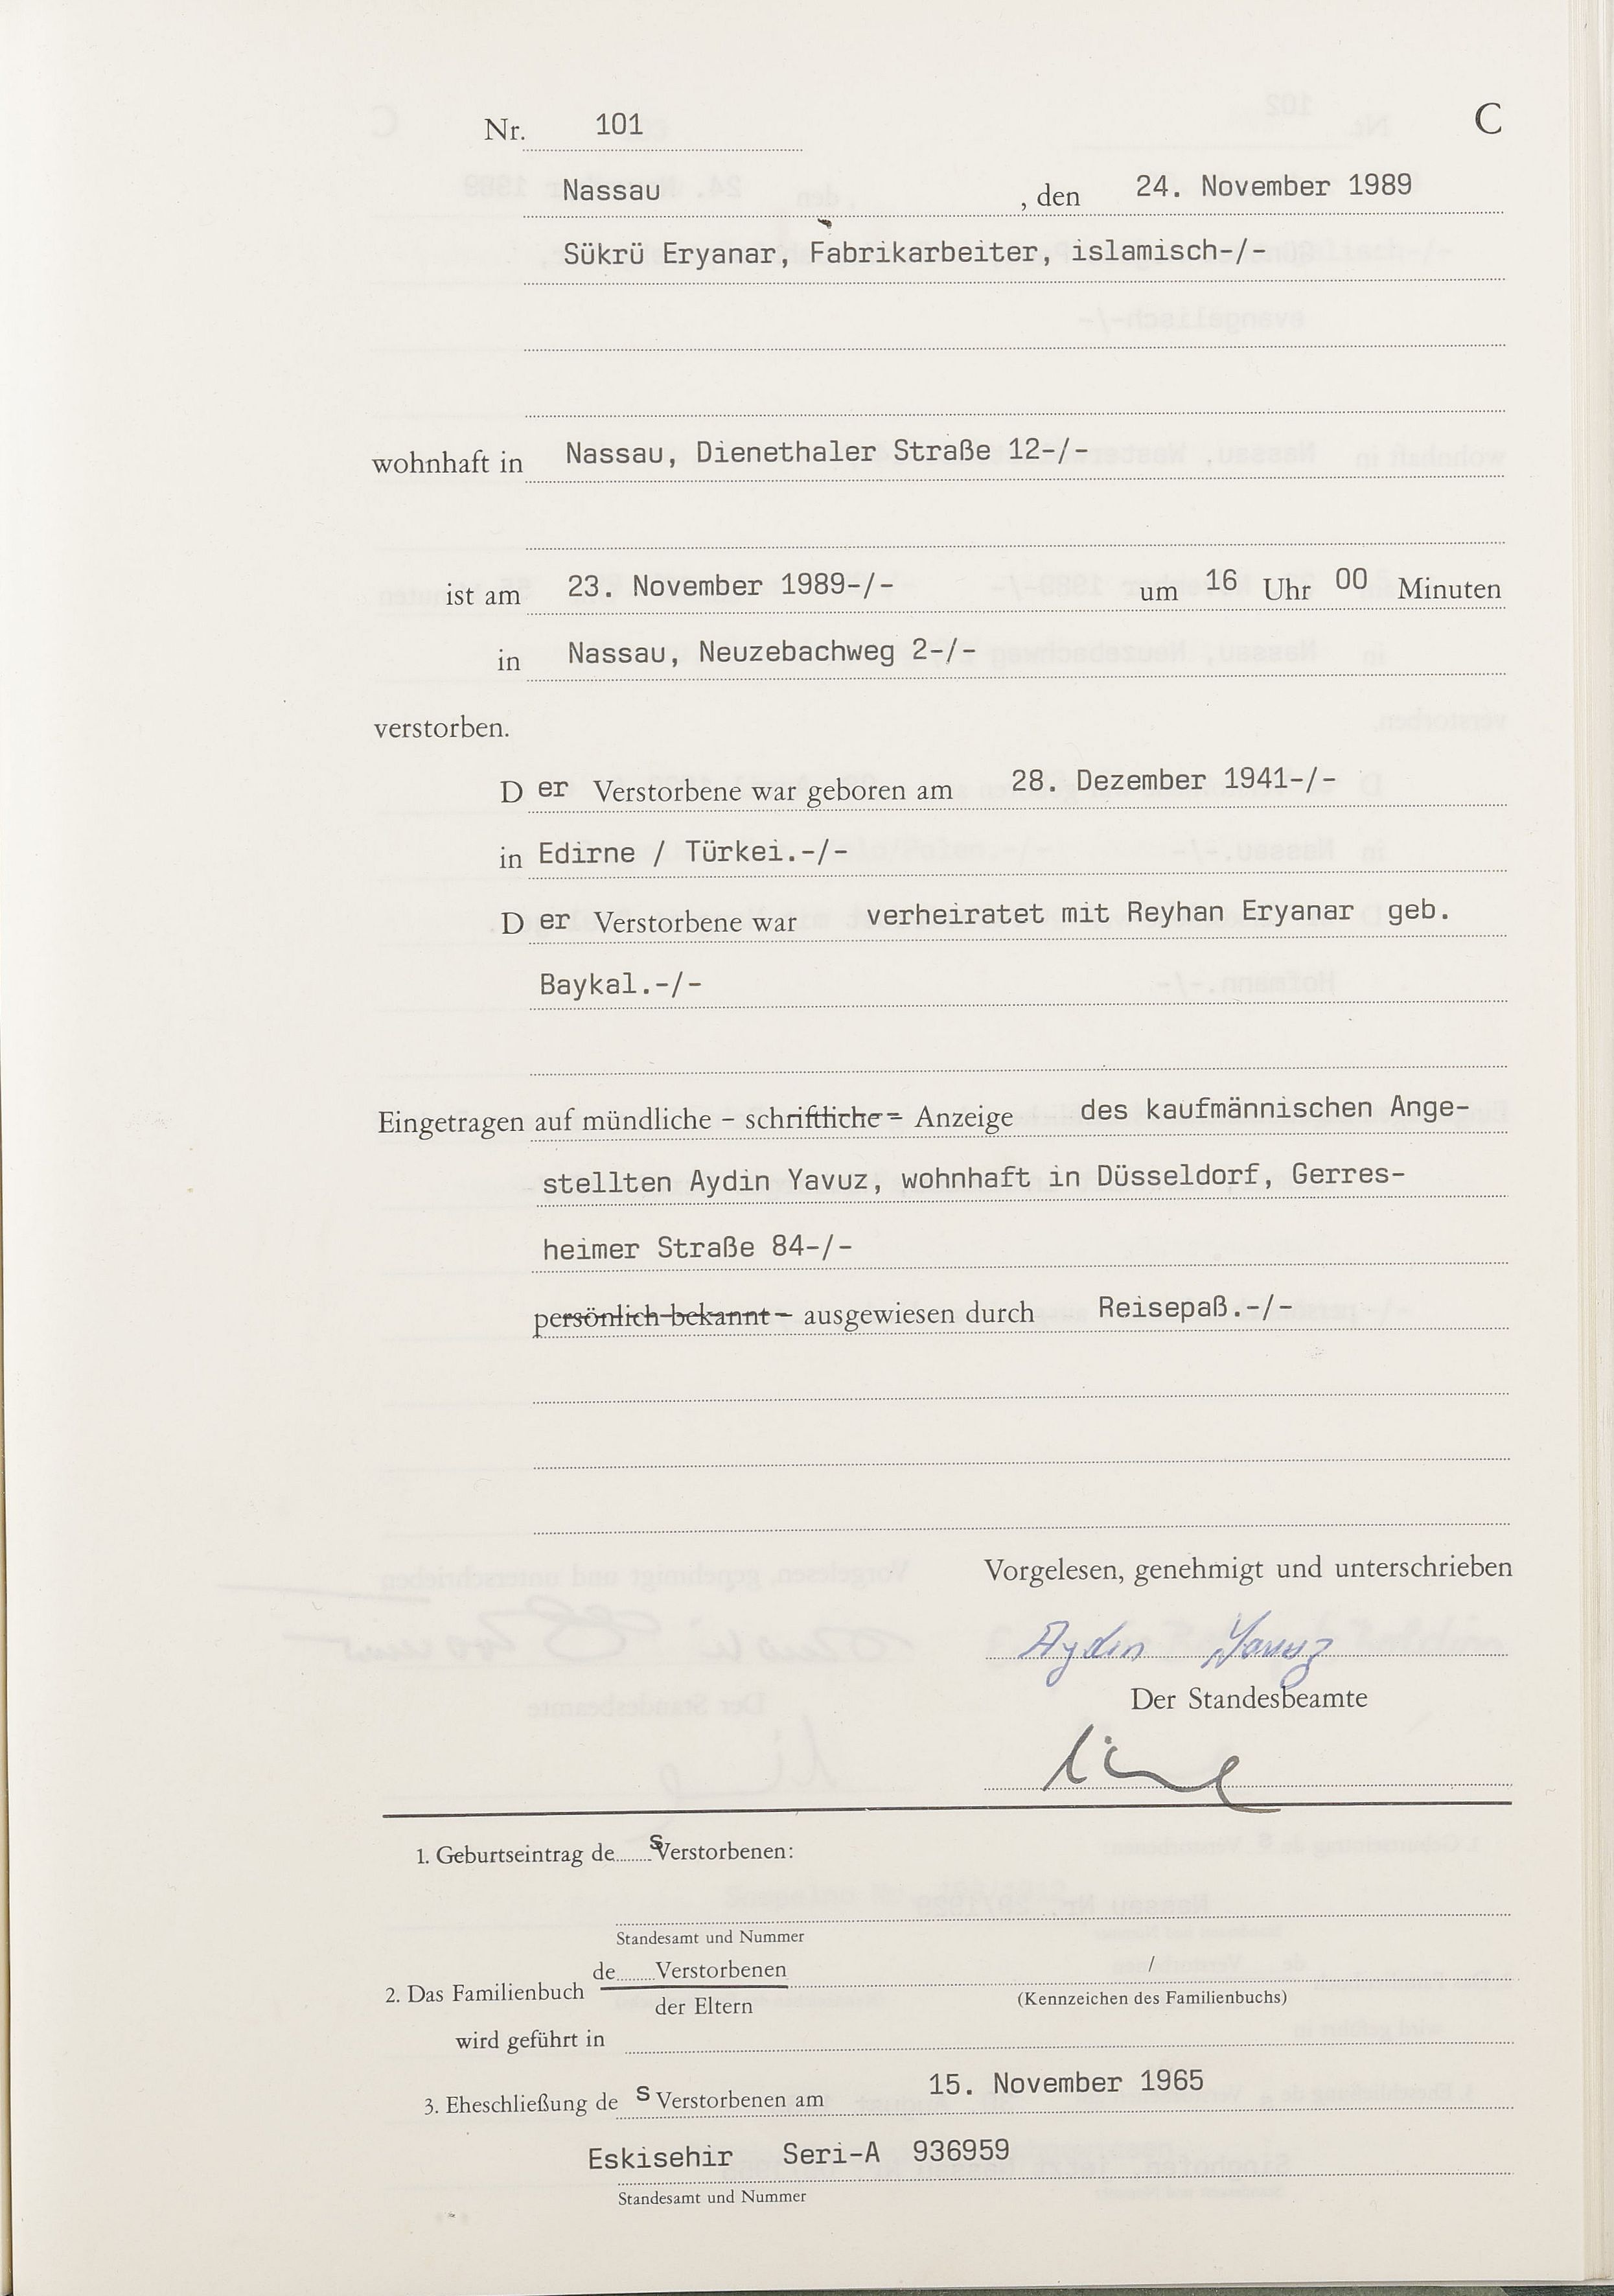 Nr. 101 C
Nassau , den 24. November 1989
Sükrü Eryanar, Fabrikarbeiter, islamisch-/-
wohnhaft in Nassau, Dienethaler Straße 12-/-
ist am 23. November 1989-/- um 16 Uhr 00 Minuten
in Nassau, Neuzebachweg 2-/-
verstorben.
D er Verstorbene war geboren am 28. Dezember 1941-/-
in Edirne / Türkei.-/-
D er Verstorbene war verheiratet mit Reyhan Eryanar geb.
Baykal.-/-
Eingetragen auf mündliche – schriftliche – Anzeige des kaufmännischen Ange-
stellten Aydin Yavuz, wohnhaft in Düsseldorf, Gerres-
heimer Straße 84-/-
persönlich bekannt – ausgewiesen durch Reisepaß.-/-
Vorgelesen, genehmigt und unterschrieben
Aydin Yavuz
Der Standesbeamte
1. Geburtseintrag de s Verstorbenen:
Standesamt und Nummer
de Verstorbenen /
2. Das Familienbuch
der Eltern (Kennzeichen des Familienbuchs)
wird geführt in
3. Eheschließung de s Verstorbenen am 15. November 1965
Eskisehir Seri-A 936959
Standesamt und Nummer